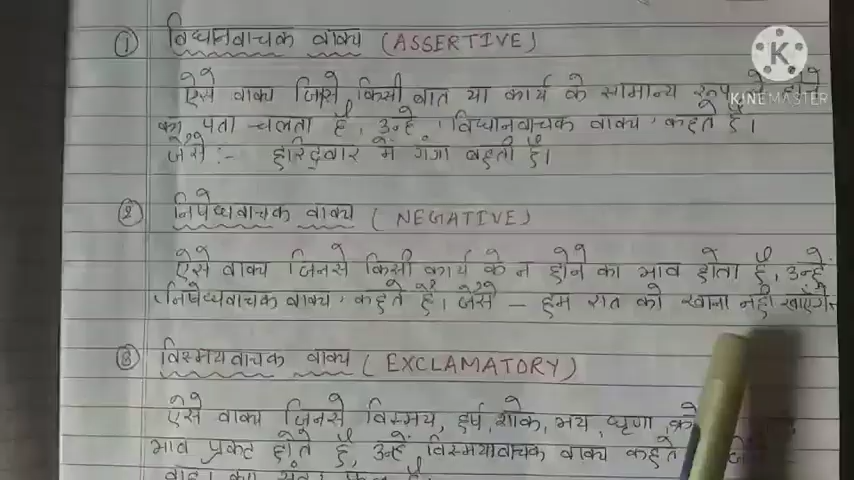 ① विधानवाचक वाक्य (ASSERTIVE)
ऐसे वाक्य जिससे किसी बात या कार्य के सामान्य होने
का पता चलता है, उन्हें 'विधानवाचक वाक्य' कहते हैं।
जैसे :- हरिद्वार में गंगा बहती है।
② निषेधवाचक वाक्य (NEGATIVE)
ऐसे वाक्य जिनसे किसी कार्य के न होने का भाव होता है, उन्हें
'निषेधवाचक वाक्य' कहते हैं। जैसे – हम रात को खाना नहीं खाएंगे
③ विस्मयवाचक वाक्य (EXCLAMATORY)
ऐसे वाक्य जिनसे विस्मय, हर्ष, शोक, भय, घृणा,
भाव प्रकट होते हैं, उन्हें विस्मयावाचक वाक्य कहते
K
KINEMASTER